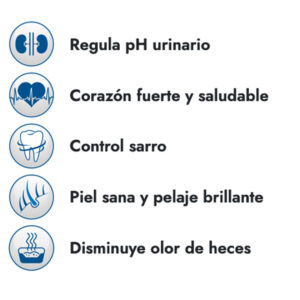 Regula pH urinario
Corazón fuerte y saludable
Control sarro
Piel sana y pelaje brillante
Disminuye olor de heces